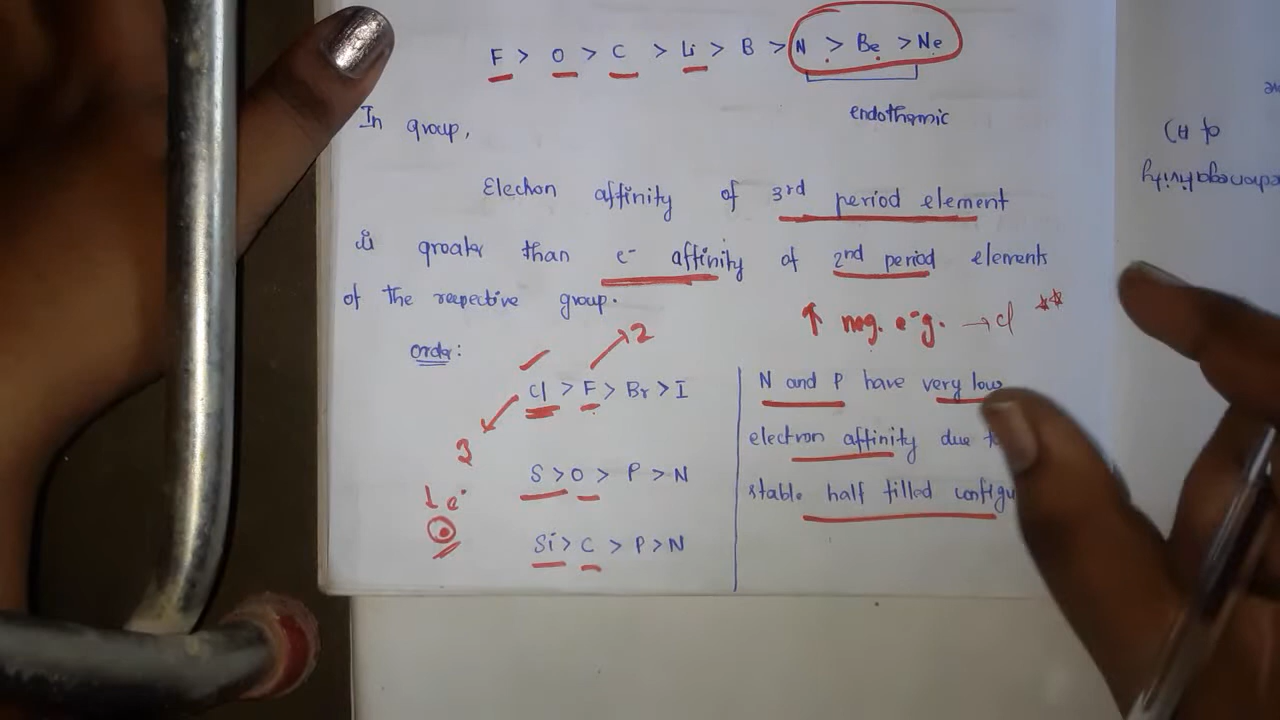 F > O > C > Li > B > N > Be > Ne
endothermic
In group,
Electron affinity of 3rd period element
is greater than e⁻ affinity of 2nd period elements
of the respective group.
↑ neg. e⁻g. → Cl **
Order:
2
Cl > F > Br > I
3
S > O > P > N
↓ e⁻
Si > C > P > N
N and P have very low
electron affinity due
stable half filled configu